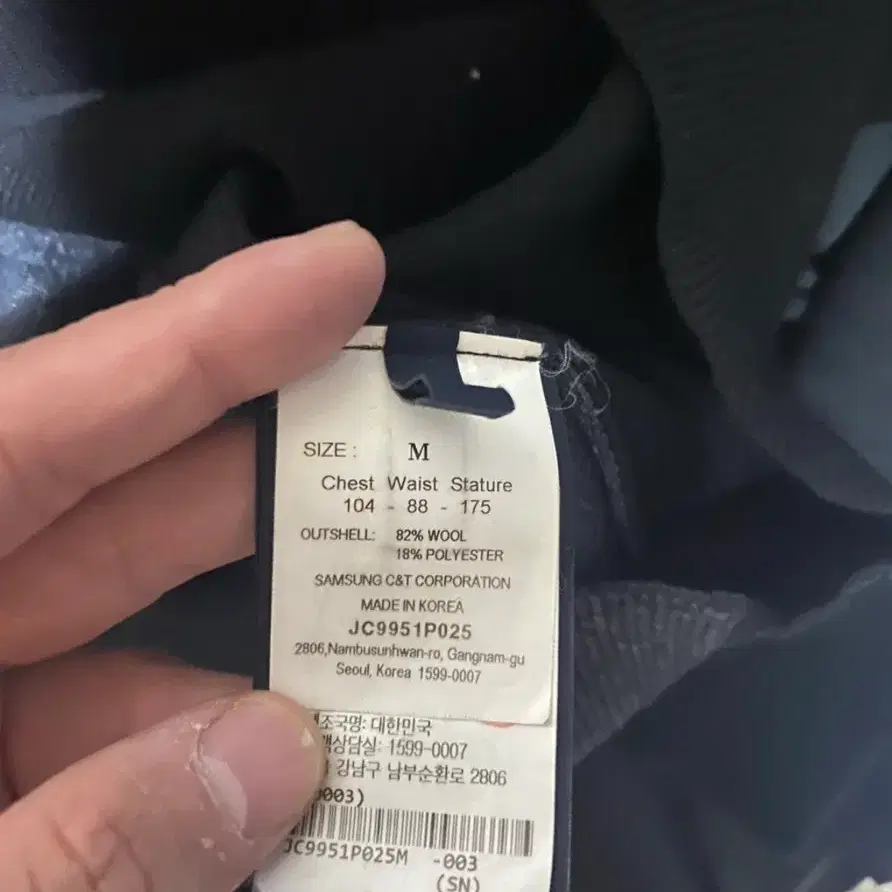 SIZE : M
Chest Waist Stature
104 - 88 - 175
OUTSHELL: 82% WOOL
18% POLYESTER
SAMSUNG C&T CORPORATION
MADE IN KOREA
JC9951P025
2806,Nambusunhwan-ro, Gangnam-gu
Seoul, Korea 1599-0007
조국명: 대한민국
객상담실: 1599-0007
강남구 남부순환로 2806
003)
JC9951P025M -003
(SN)